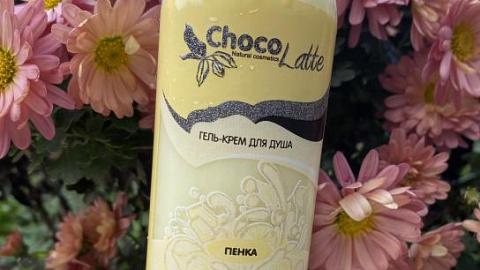 Choco
Natural cosmetics
Latte
ГЕЛЬ-КРЕМ ДЛЯ ДУША
ПЕНКА